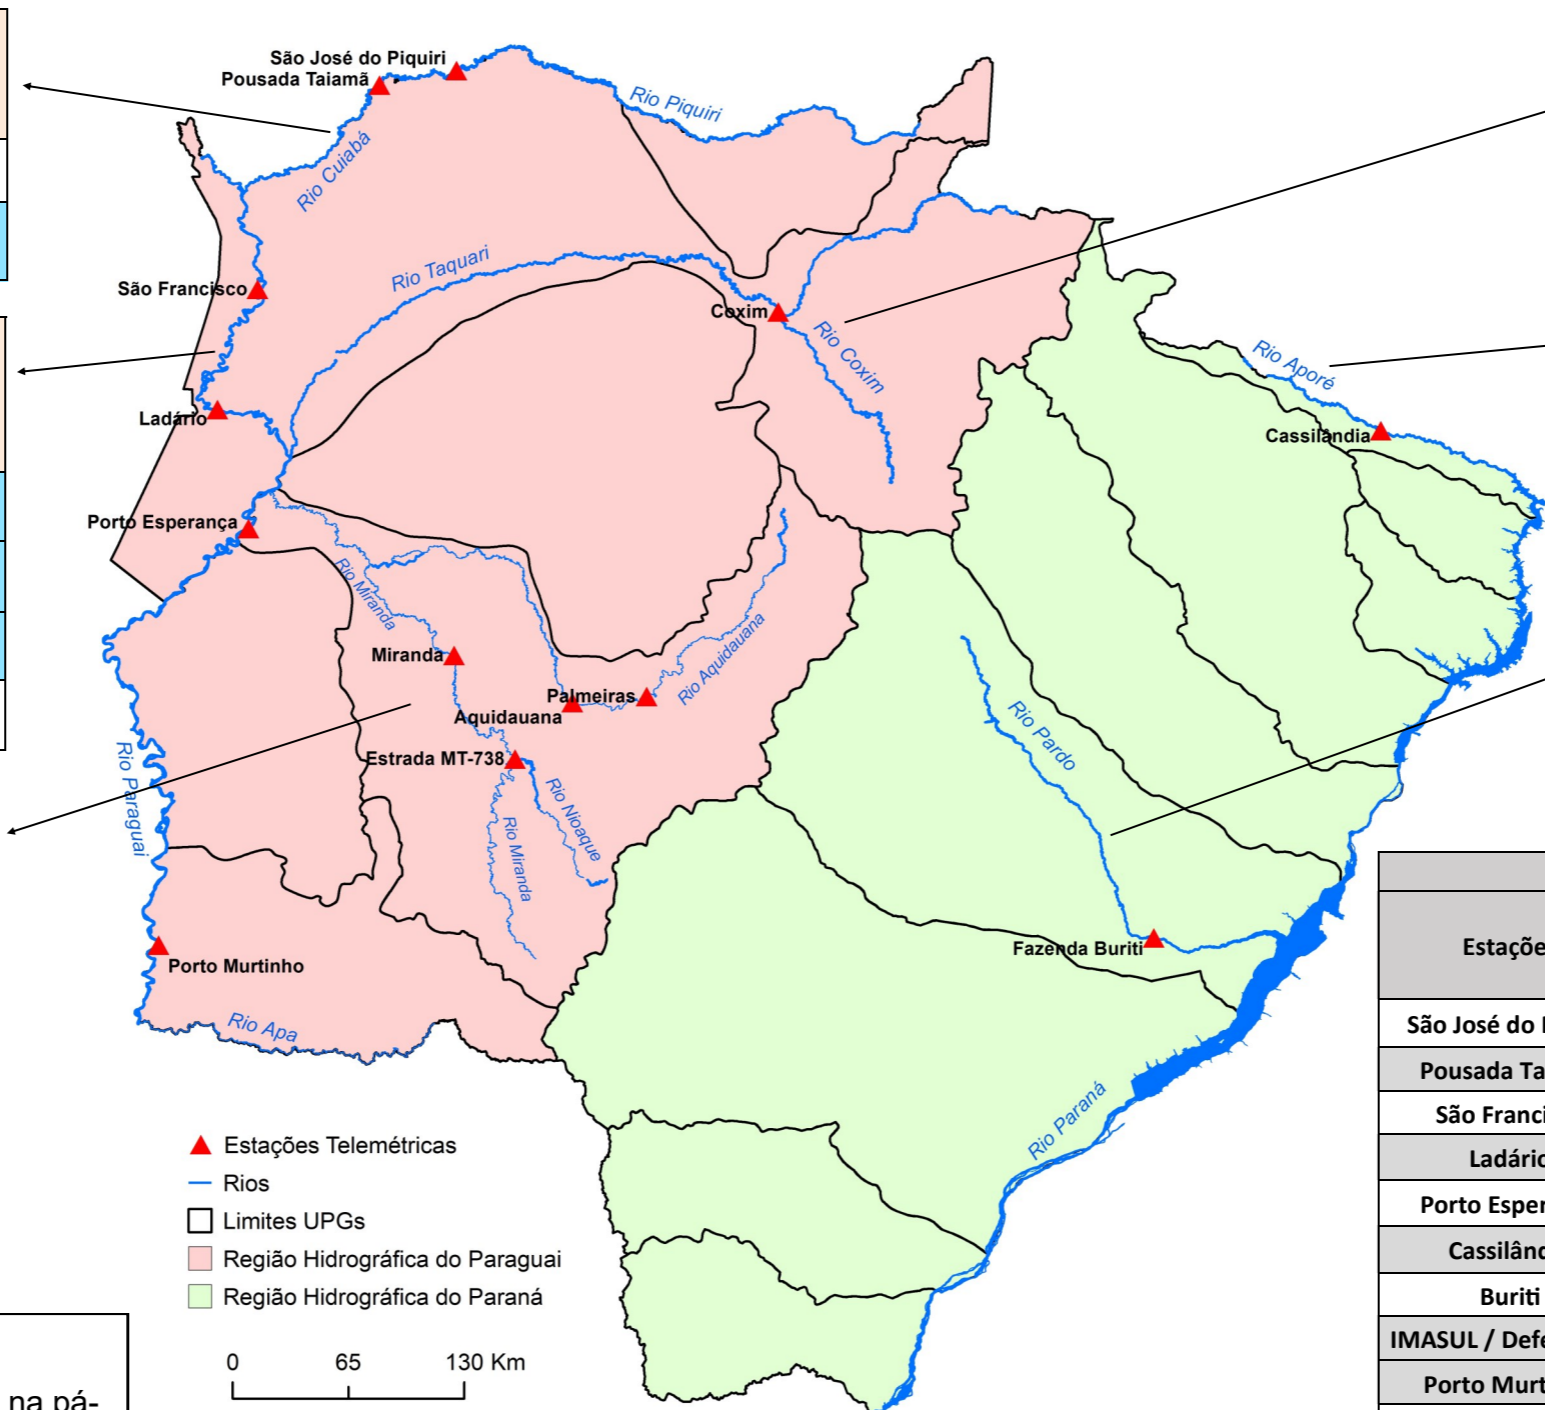 São José do Piquiri
Pousada Taiamã
Rio Piquiri
Rio Cuiabá
Rio Taquari
São Francisco
Coxim
Rio Coxim
Rio Aporé
Ladário
Cassilândia
Porto Esperança
Rio Miranda
Miranda
Rio Aquidauana
Palmeiras
Aquidauana
Rio Pardo
Estrada MT-738
Rio Paraguai
Rio Nioaque
Rio Miranda
Fazenda Buriti
Porto Murtinho
Rio Apa
Rio Paraná
Estações Telemétricas
Rios
Limites UPGs
Região Hidrográfica do Paraguai
Região Hidrográfica do Paraná
0 65 130 Km
na pá-
Estaçõe
São José do
Pousada Ta
São Franci
Ladário
Porto Esper
Cassilând
Buriti
IMASUL / Defe
Porto Murt